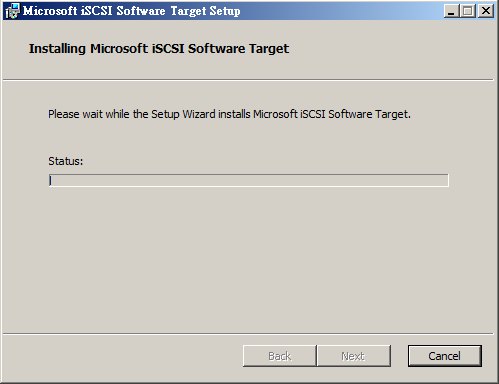 Microsoft iSCSI Software Target Setup
Installing Microsoft iSCSI Software Target
Please wait while the Setup Wizard installs Microsoft iSCSI Software Target.
Status:
Back Next Cancel